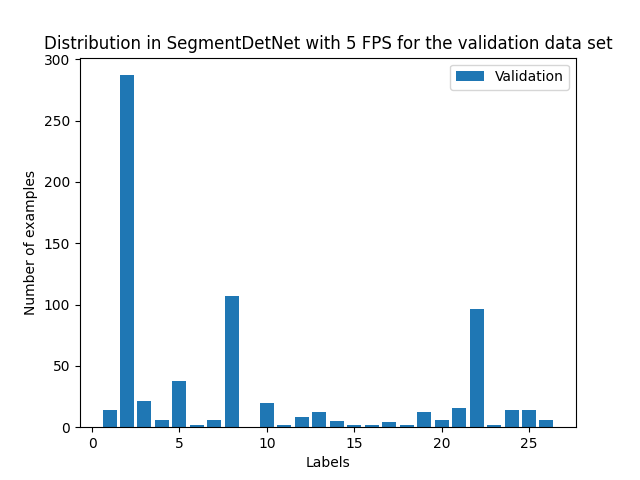 Distribution in SegmentDetNet with 5 FPS for the validation data set
Validation
300
250
200
150
100
50
0
Number of examples
0 5 10 15 20 25
Labels